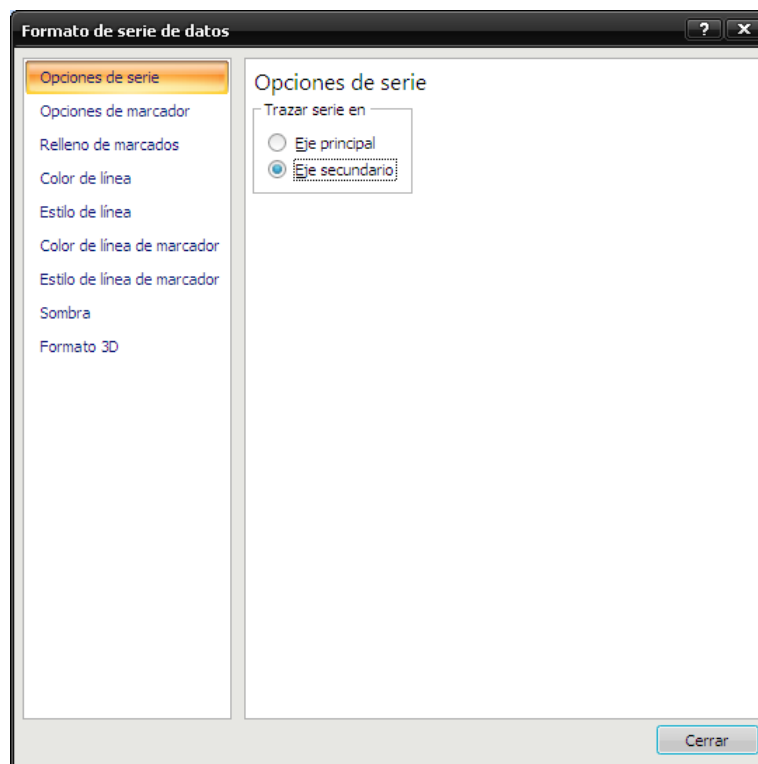 Formato de serie de datos
?
X
Opciones de serie
Opciones de marcador
Relleno de marcados
Color de línea
Estilo de línea
Color de línea de marcador
Estilo de línea de marcador
Sombra
Formato 3D
Opciones de serie
Trazar serie en
Eje principal
Eje secundario
Cerrar